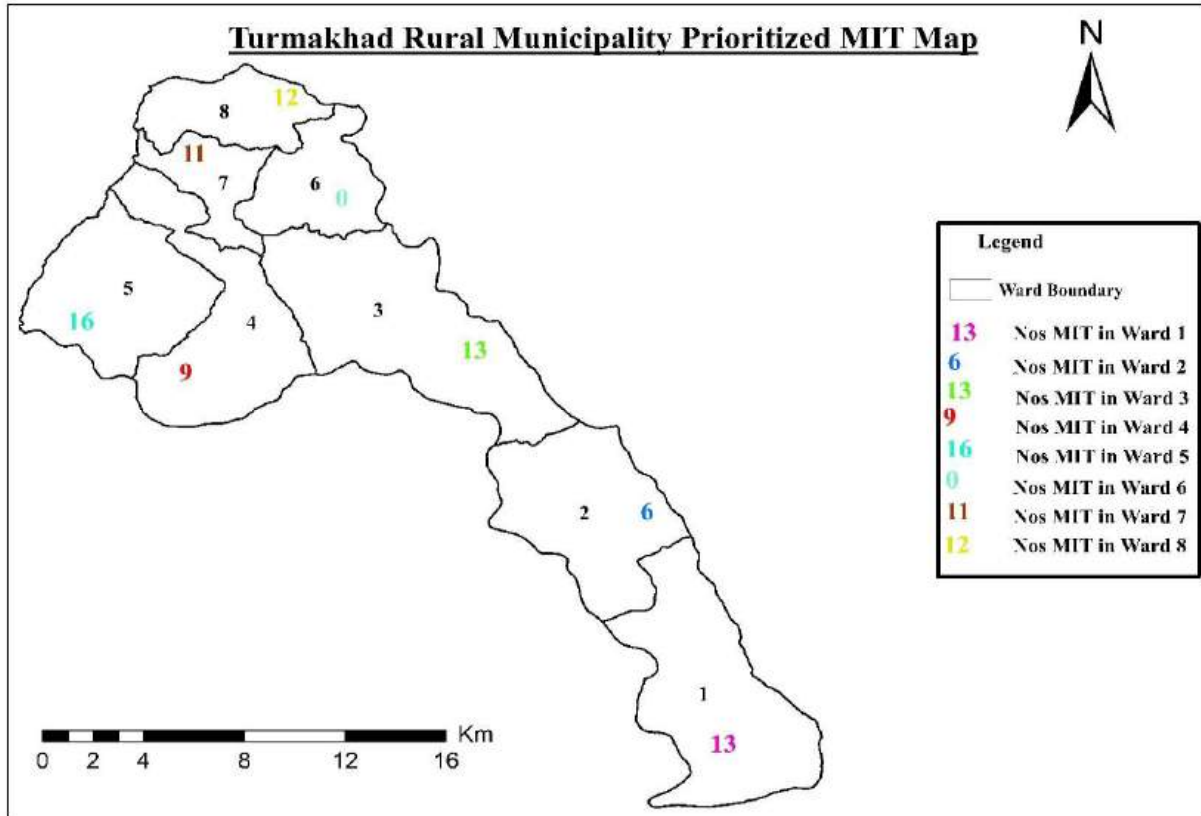 Turmakhad Rural Municipality Prioritized MIT Map
N
12
8
11
7
6
0
5
16
4
9
3
13
2
6
1
13
Legend
Ward Boundary
13 Nos MIT in Ward 1
6 Nos MIT in Ward 2
13 Nos MIT in Ward 3
9 Nos MIT in Ward 4
16 Nos MIT in Ward 5
0 Nos MIT in Ward 6
11 Nos MIT in Ward 7
12 Nos MIT in Ward 8
Km
0 2 4 8 12 16